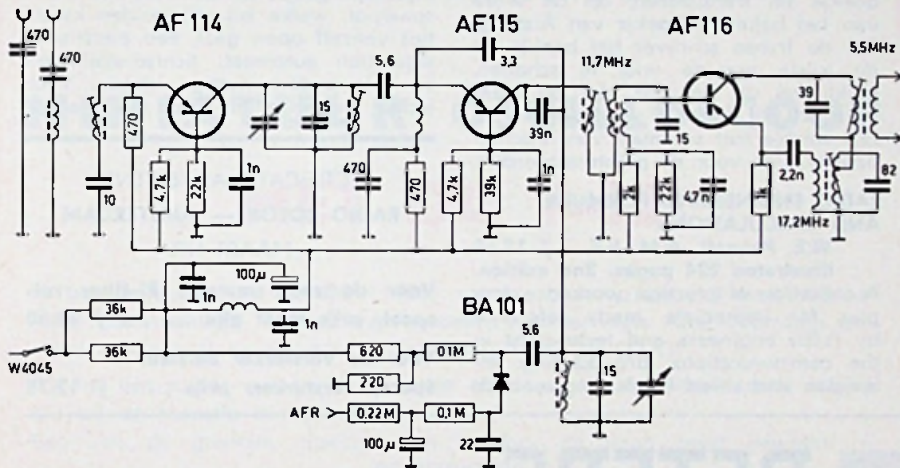 AF114 AF115 AF116
470 470 5,6 3,3 11,7MHz 5,5MHz
470 15 39n 15 39
10 4,7k 22k 1n 470 470 4,7k 39k 1n 1k 22k 4,7n 1k 2,2n 82
17,2MHz
1n 100µ
1n
36k
36k
W4045
BA101
620 0,1M 5,6
220 15
AFR 0,22M 0,1M
100µ 22